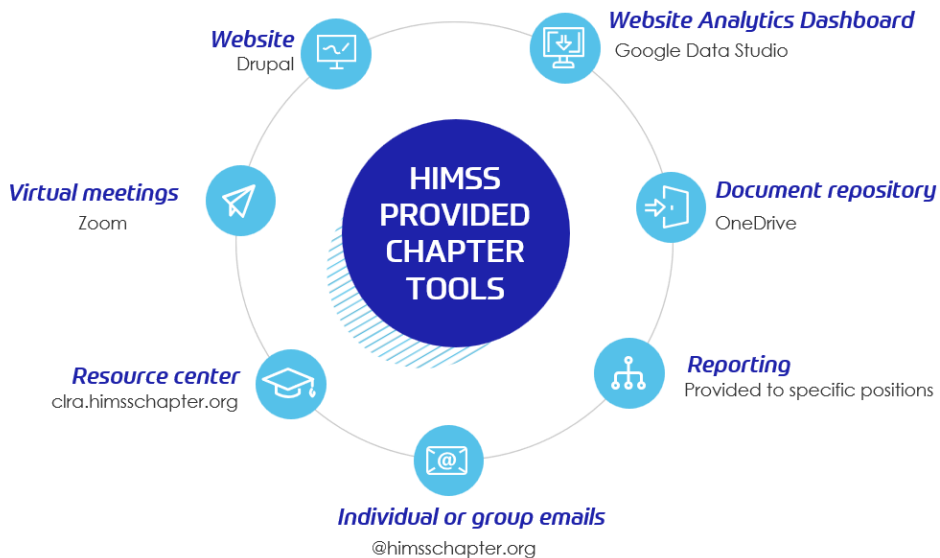 HIMSS
PROVIDED
CHAPTER
TOOLS
Website
Drupal
Website Analytics Dashboard
Google Data Studio
Virtual meetings
Zoom
Document repository
OneDrive
Resource center
clra.himsschapter.org
Reporting
Provided to specific positions
@
Individual or group emails
@himsschapter.org